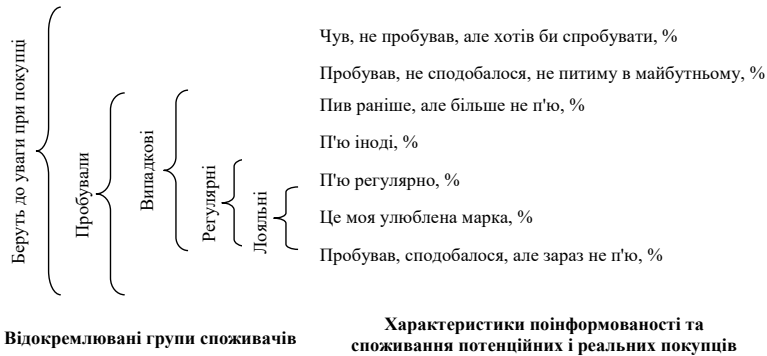 Беруть до уваги при покупці
Пробували
Випадкові
Регулярні
Лояльні
Чув, не пробував, але хотів би спробувати, %
Пробував, не сподобалося, не питиму в майбутньому, %
Пив раніше, але більше не п'ю, %
П'ю іноді, %
П'ю регулярно, %
Це моя улюблена марка, %
Пробував, сподобалося, але зараз не п'ю, %
Відокремлювані групи споживачів
Характеристики поінформованості та
споживання потенційних і реальних покупців